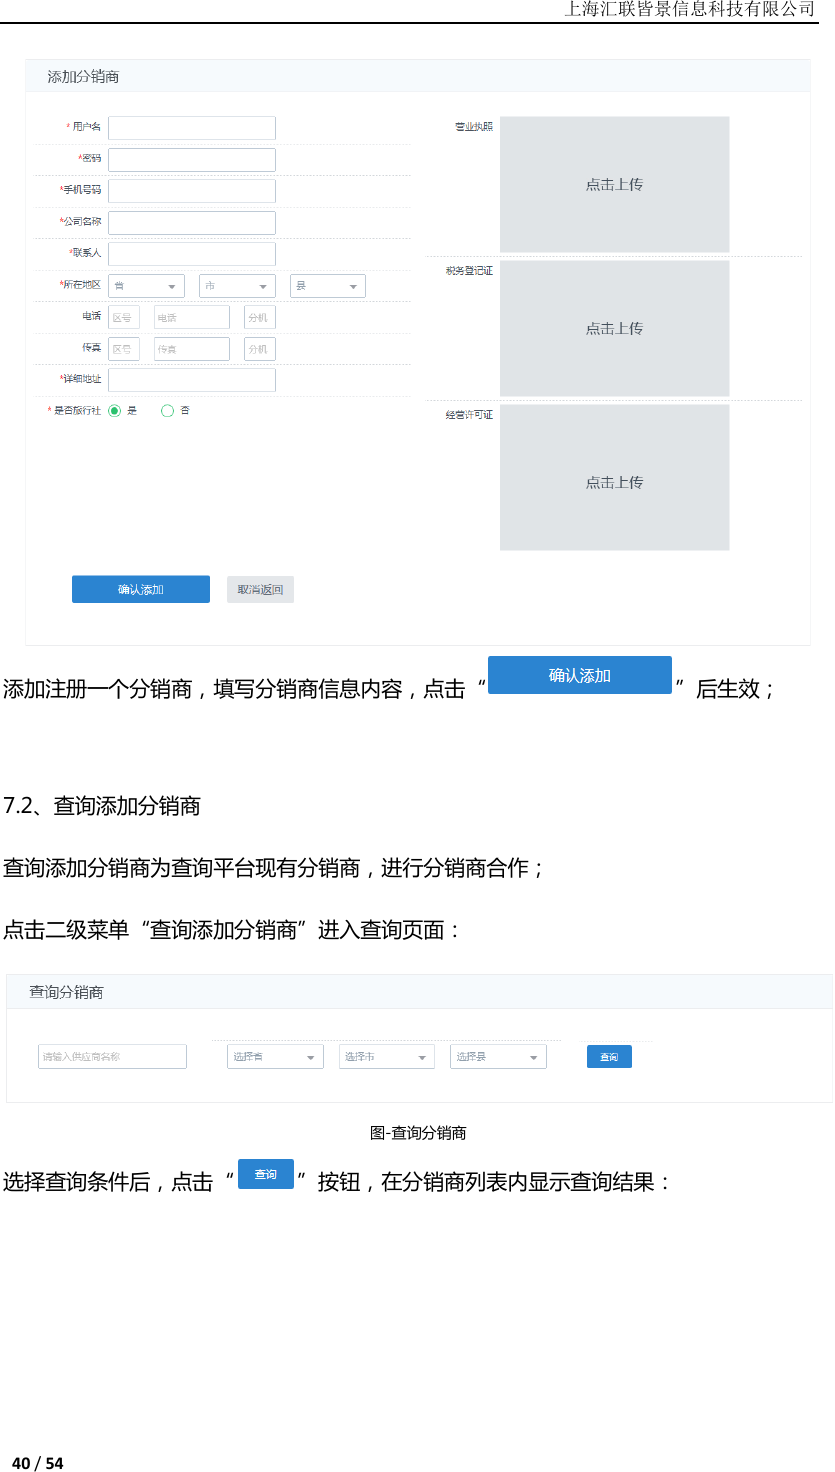 上海汇联皆景信息科技有限公司
添加分销商
* 用户名
*密码
*手机号码
*公司名称
*联系人
*所在地区 省 市 县
电话 区号 电话 分机
传真 区号 传真 分机
*详细地址
* 是否旅行社 是 否
营业执照 点击上传
税务登记证 点击上传
经营许可证 点击上传
确认添加 取消返回
添加注册一个分销商，填写分销商信息内容，点击“ 确认添加 ”后生效；
7.2、查询添加分销商
查询添加分销商为查询平台现有分销商，进行分销商合作；
点击二级菜单“查询添加分销商”进入查询页面：
查询分销商
请输入供应商名称 选择省 选择市 选择县 查询
图-查询分销商
选择查询条件后，点击“ 查询 ”按钮，在分销商列表内显示查询结果：
40 / 54